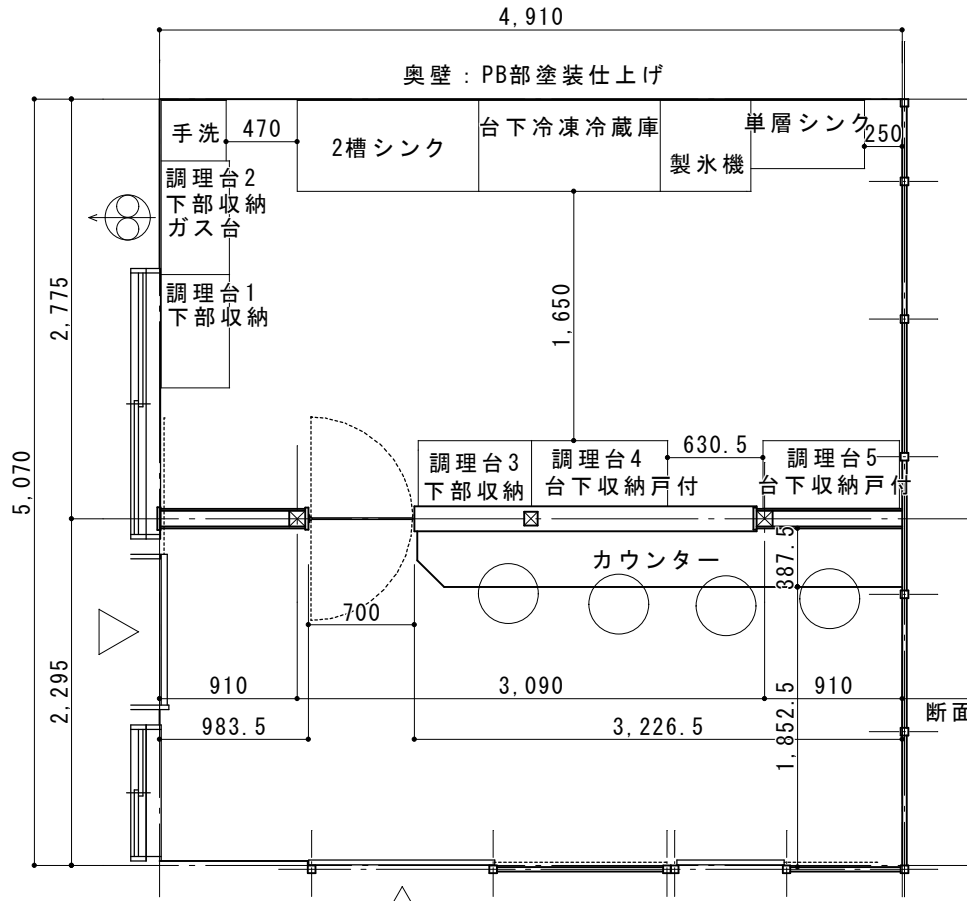 4,910
奥壁：PB部塗装仕上げ
手洗
470
2槽シンク
台下冷凍冷蔵庫
製氷機
単層シンク
250
調理台2
下部収納
ガス台
調理台1
下部収納
2,775
1,650
5,070
630.5
調理台3
下部収納
調理台4
台下収納戸付
調理台5
台下収納戸付
カウンター
387.5
700
2,295
910
3,090
910
983.5
3,226.5
1,852.5
断面